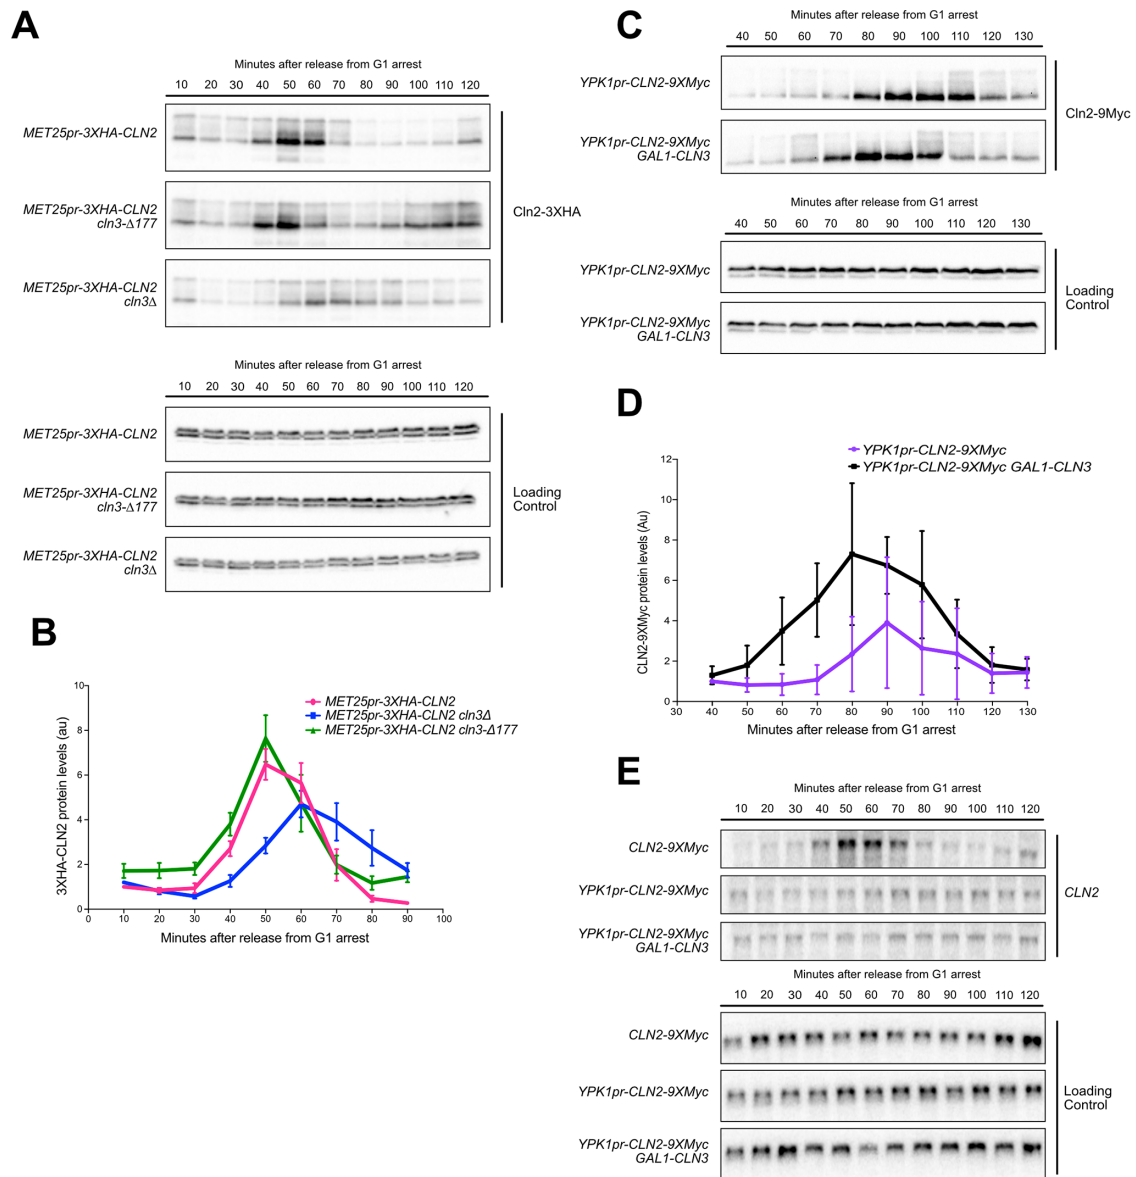 A
Minutes after release from G1 arrest
10 20 30 40 50 60 70 80 90 100 110 120
MET25pr-3XHA-CLN2
MET25pr-3XHA-CLN2
cln3-Δ177
MET25pr-3XHA-CLN2
cln3Δ
Cln2-3XHA
Minutes after release from G1 arrest
10 20 30 40 50 60 70 80 90 100 110 120
MET25pr-3XHA-CLN2
MET25pr-3XHA-CLN2
cln3-Δ177
MET25pr-3XHA-CLN2
cln3Δ
Loading
Control
B
MET25pr-3XHA-CLN2
MET25pr-3XHA-CLN2 cln3Δ
MET25pr-3XHA-CLN2 cln3-Δ177
3XHA-CLN2 protein levels (au)
10
8
6
4
2
0
0 10 20 30 40 50 60 70 80 90 100
Minutes after release from G1 arrest
C
Minutes after release from G1 arrest
40 50 60 70 80 90 100 110 120 130
YPK1pr-CLN2-9XMyc
YPK1pr-CLN2-9XMyc
GAL1-CLN3
Cln2-9Myc
Minutes after release from G1 arrest
40 50 60 70 80 90 100 110 120 130
YPK1pr-CLN2-9XMyc
YPK1pr-CLN2-9XMyc
GAL1-CLN3
Loading
Control
D
YPK1pr-CLN2-9XMyc
YPK1pr-CLN2-9XMyc GAL1-CLN3
CLN2-9XMyc protein levels (Au)
12
10
8
6
4
2
0
30 40 50 60 70 80 90 100 110 120 130
Minutes after release from G1 arrest
E
Minutes after release from G1 arrest
10 20 30 40 50 60 70 80 90 100 110 120
CLN2-9XMyc
YPK1pr-CLN2-9XMyc
YPK1pr-CLN2-9XMyc
GAL1-CLN3
CLN2
Minutes after release from G1 arrest
10 20 30 40 50 60 70 80 90 100 110 120
CLN2-9XMyc
YPK1pr-CLN2-9XMyc
YPK1pr-CLN2-9XMyc
GAL1-CLN3
Loading
Control